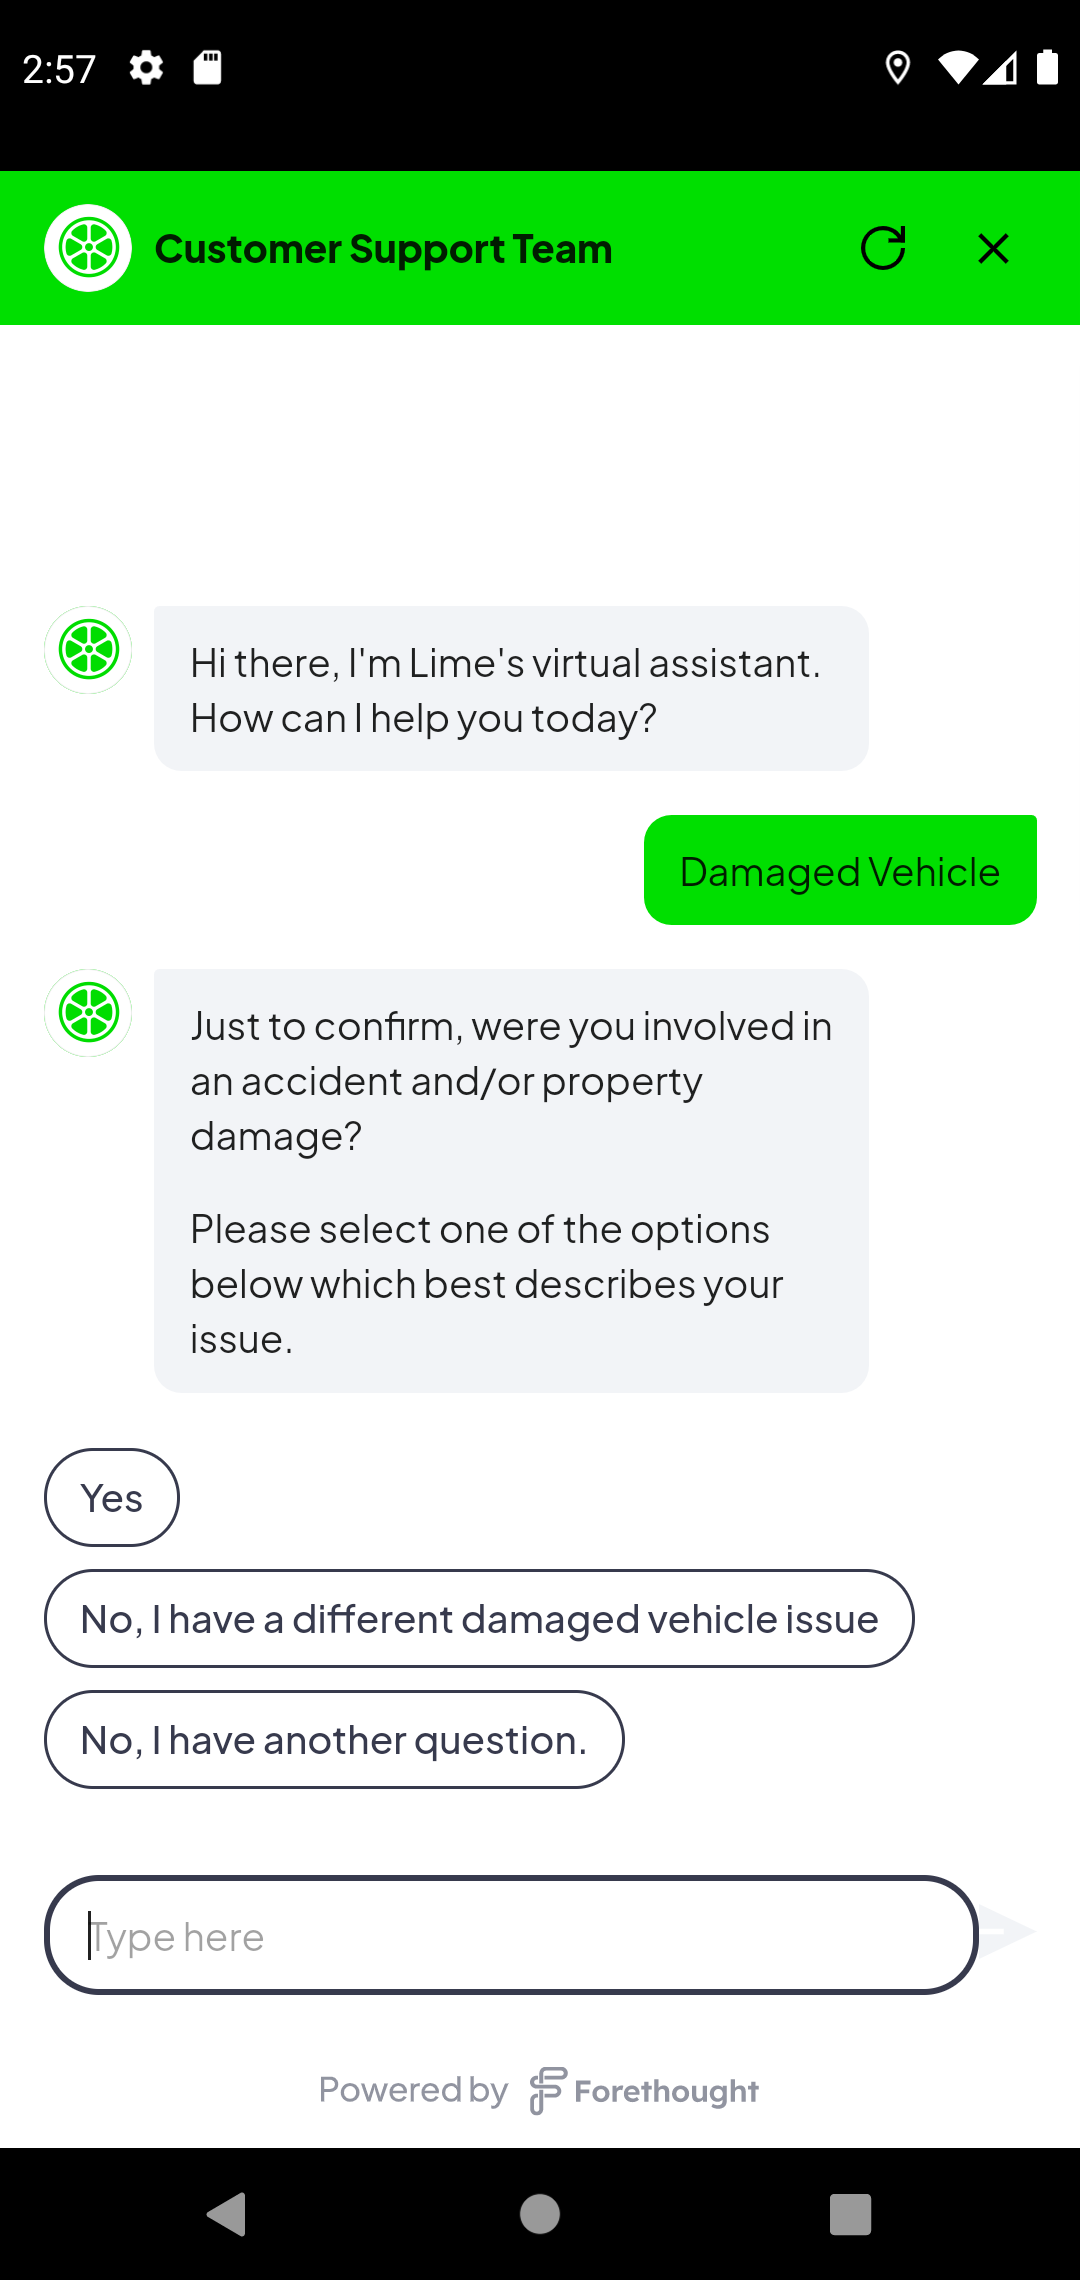 2:57
Customer Support Team
Hi there, I'm Lime's virtual assistant.
How can I help you today?
Damaged Vehicle
Just to confirm, were you involved in
an accident and/or property
damage?
Please select one of the options
below which best describes your
issue.
Yes
No, I have a different damaged vehicle issue
No, I have another question.
Type here
Powered by Forethought